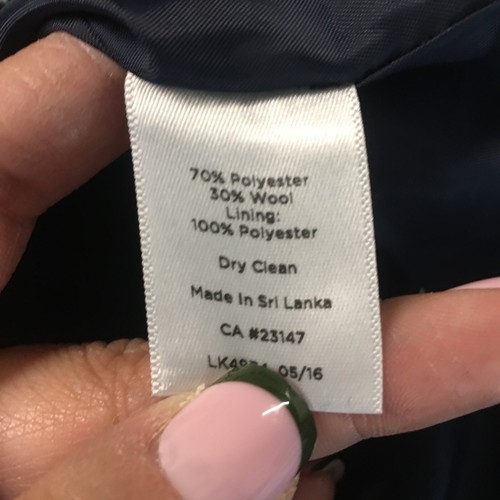 70% Polyester
30% Wool
Lining:
100% Polyester
Dry Clean
Made In Sri Lanka
CA #23147
05/16